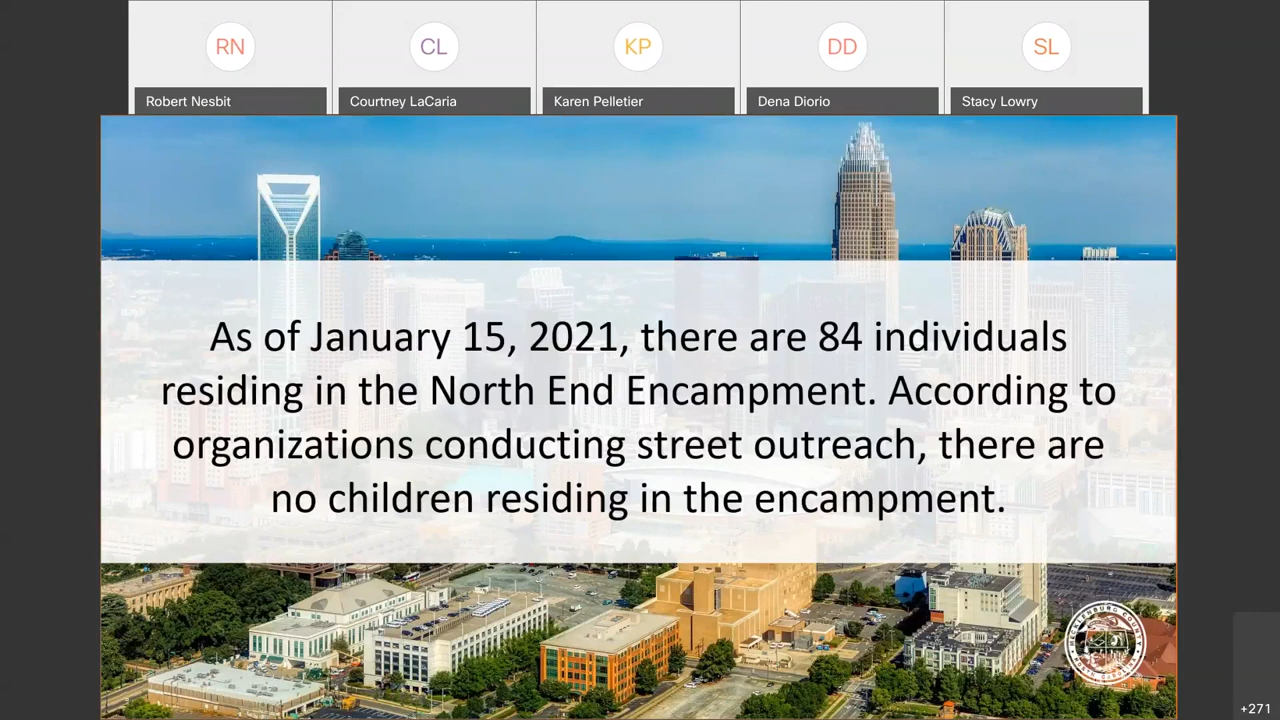 RN
CL
KP
DD
SL
Robert Nesbit
Courtney LaCaria
Karen Pelletier
Dena Diorio
Stacy Lowry
As of January 15, 2021, there are 84 individuals
residing in the North End Encampment. According to
organizations conducting street outreach, there are
no children residing in the encampment.
+271